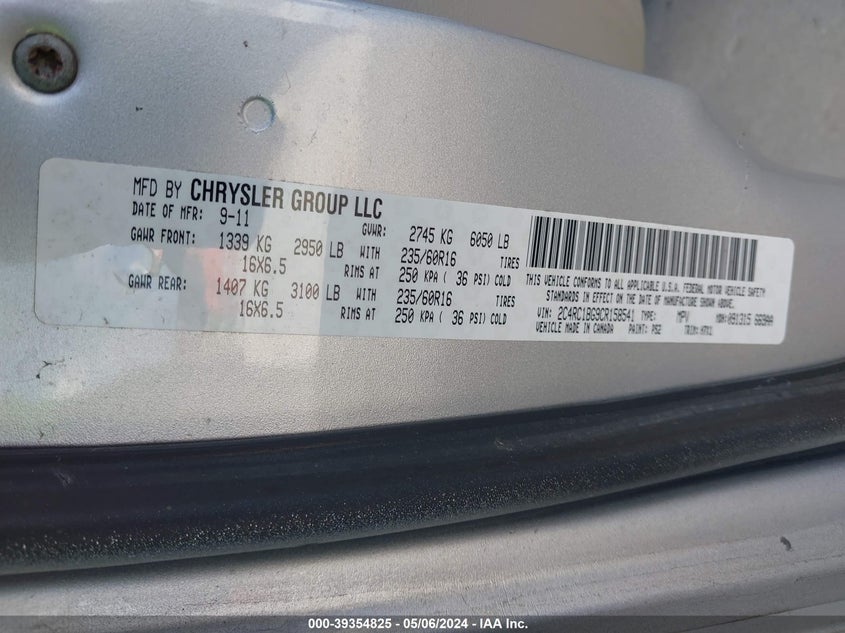 MFD BY CHRYSLER GROUP LLC
DATE OF MFR: 9-11 GVWR: 2745 KG 6050 LB
GAWR FRONT: 1339 KG 2950 LB WITH 235/60R16 TIRES
16X6.5 RIMS AT 250 KPA ( 36 PSI) COLD
GAWR REAR: 1407 KG 3100 LB WITH 235/60R16 TIRES
16X6.5 RIMS AT 250 KPA ( 36 PSI) COLD
THIS VEHICLE CONFORMS TO ALL APPLICABLE U.S.A. FEDERAL MOTOR VEHICLE SAFETY
STANDARDS IN EFFECT ON THE DATE OF MANUFACTURE SHOWN ABOVE.
VIN: 2C4RC1BG9CR158541 TYPE: MPV MDH:
VEHICLE MADE IN CANADA PAINT: PS2 TRIM:
000-39354825 - 05/06/2024 - IAA Inc.